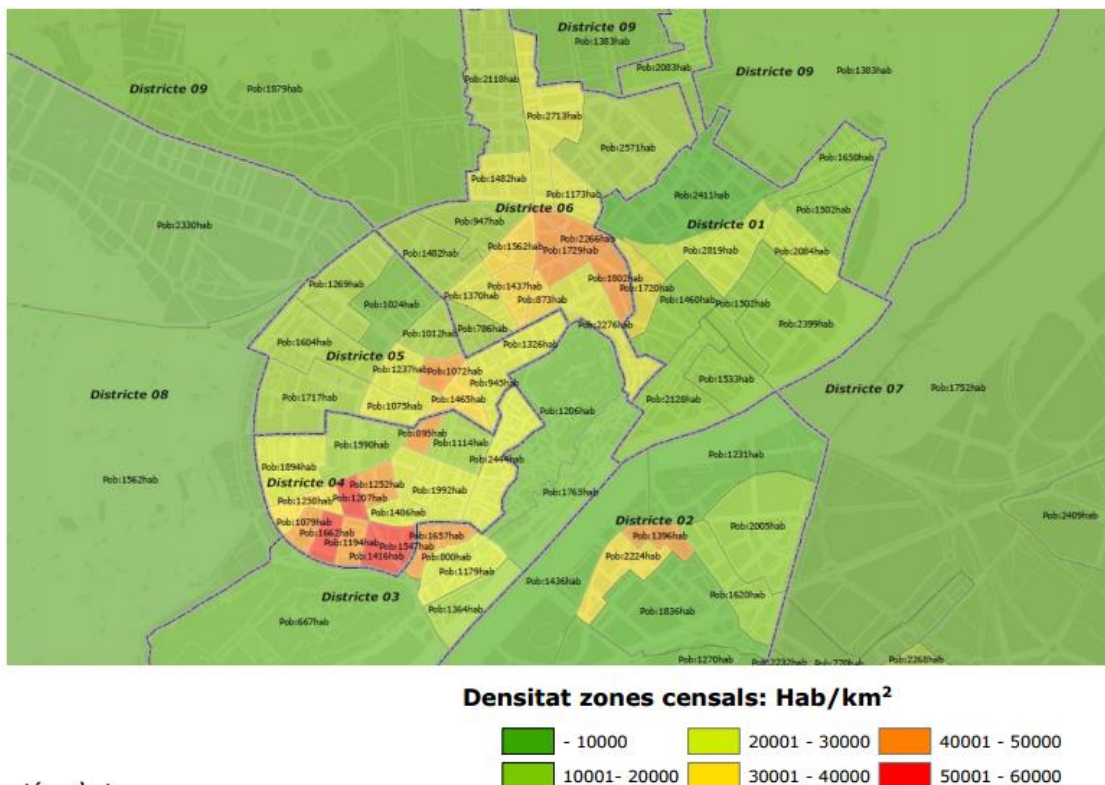 Districte 09
Pob:1383hab
Pob:2083hab
Districte 09
Pob:1383hab
Districte 09
Pob:1879hab
Pob:2118hab
Pob:2713hab
Pob:2571hab
Pob:1650hab
Pob:1482hab
Pob:1173hab
Pob:2411hab
Pob:1502hab
Districte 06
Pob:947hab
Pob:2330hab
Pob:2266hab
Districte 01
Pob:1482hab
Pob:1562hab
Pob:1729hab
Pob:2819hab
Pob:2084hab
Pob:1269hab
Pob:1802hab
Pob:1437hab
Pob:1720hab
Pob:1370hab
Pob:873hab
Pob:1460hab
Pob:1502hab
Pob:1024hab
Pob:2276hab
Pob:2399hab
Pob:1012hab
Pob:786hab
Pob:1604hab
Pob:1326hab
Districte 05
Pob:1237hab
Pob:1072hab
Pob:945hab
Pob:1533hab
Districte 07
Pob:1752hab
Districte 08
Pob:1717hab
Pob:1075hab
Pob:1465hab
Pob:2128hab
Pob:1206hab
Pob:895hab
Pob:1590hab
Pob:1114hab
Pob:1231hab
Pob:2444hab
Pob:1894hab
Pob:1562hab
Districte 04
Pob:1252hab
Pob:1992hab
Pob:1763hab
Pob:1250hab
Pob:1207hab
Pob:1486hab
Pob:2409hab
Pob:1079hab
Districte 02
Pob:2005hab
Pob:1662hab
Pob:1657hab
Pob:1396hab
Pob:1194hab
Pob:1547hab
Pob:1416hab
Pob:800hab
Pob:2224hab
Pob:1179hab
Pob:1436hab
Districte 03
Pob:1364hab
Pob:1836hab
Pob:1620hab
Pob:667hab
Pob:1270hab
Pob:2232hab
Pob:770hab
Pob:2268hab
Densitat zones censals: Hab/km²
- 10000
20001 - 30000
40001 - 50000
10001- 20000
30001 - 40000
50001 - 60000